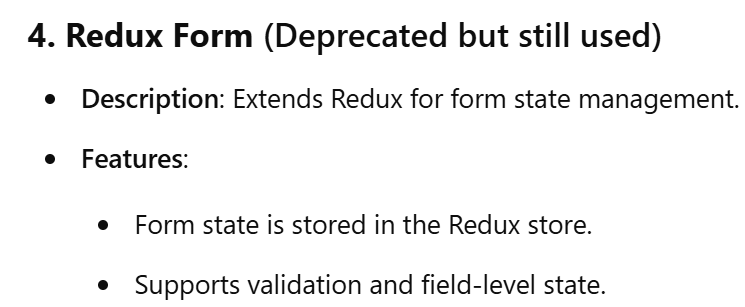 4. Redux Form (Deprecated but still used)
• Description: Extends Redux for form state management.
• Features:
• Form state is stored in the Redux store.
• Supports validation and field-level state.